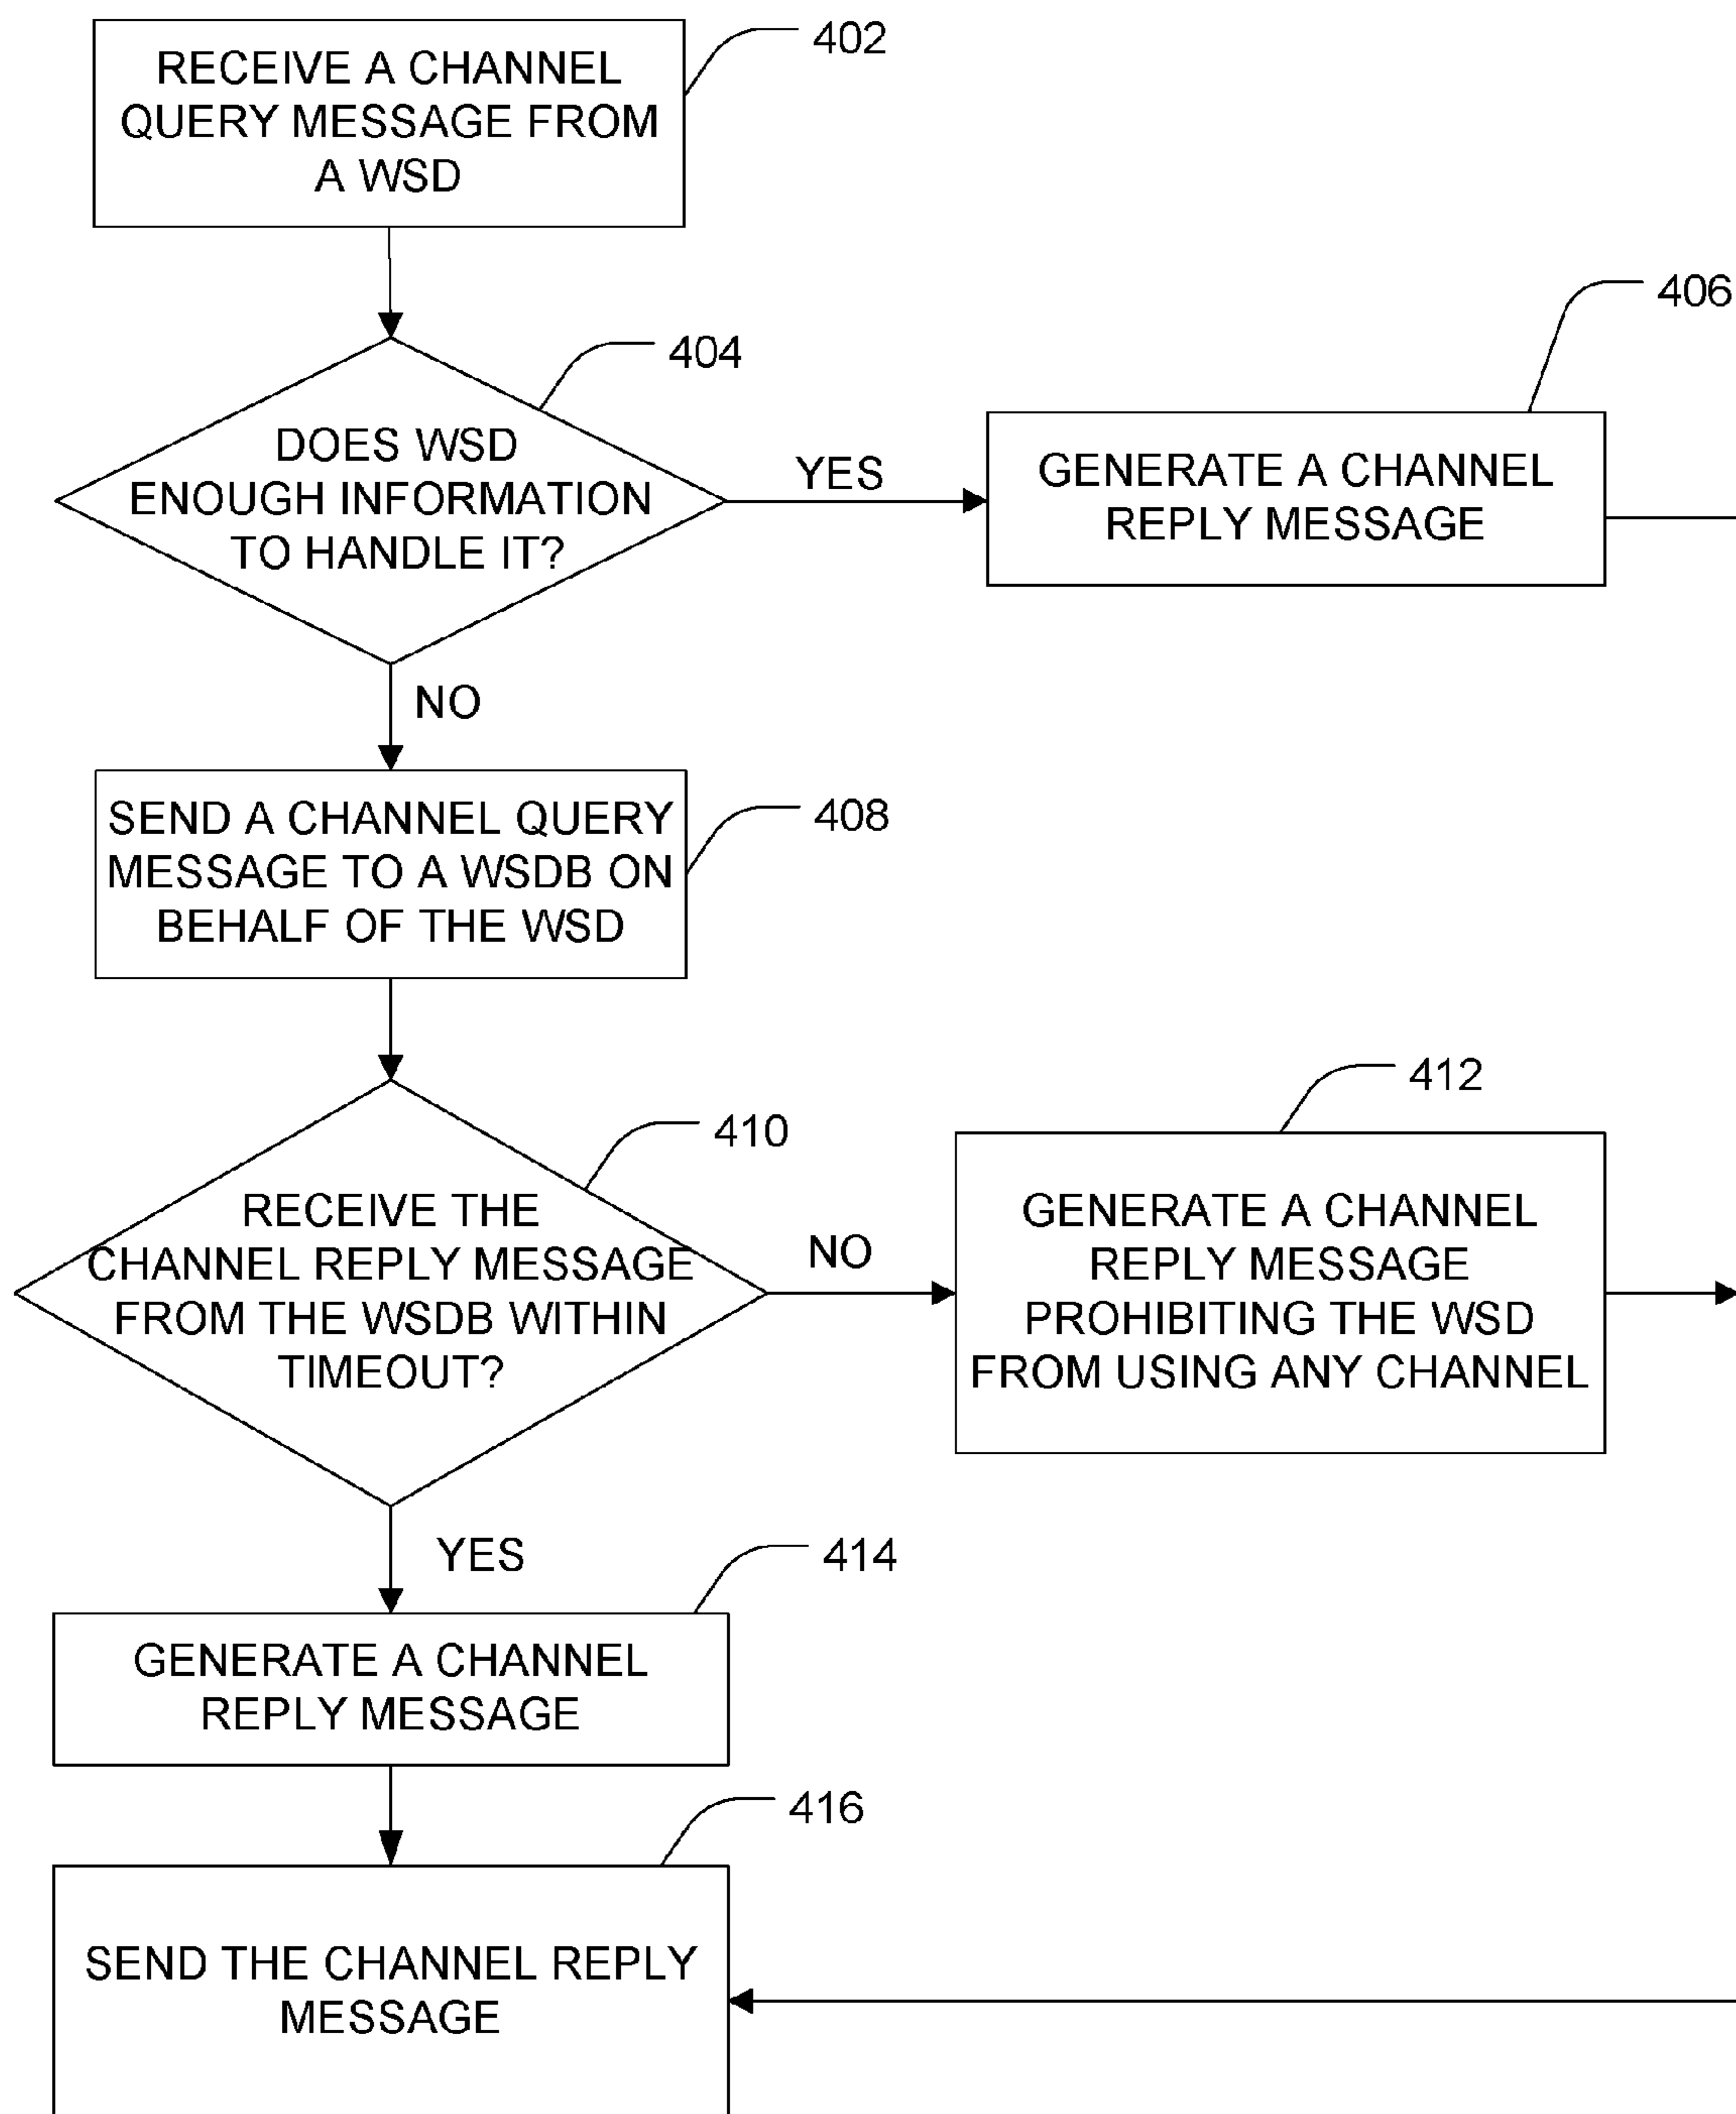 402
RECEIVE A CHANNEL
QUERY MESSAGE FROM
A WSD
404
DOES WSD
ENOUGH INFORMATION
TO HANDLE IT?
YES
406
GENERATE A CHANNEL
REPLY MESSAGE
NO
408
SEND A CHANNEL QUERY
MESSAGE TO A WSDB ON
BEHALF OF THE WSD
410
RECEIVE THE
CHANNEL REPLY MESSAGE
FROM THE WSDB WITHIN
TIMEOUT?
NO
412
GENERATE A CHANNEL
REPLY MESSAGE
PROHIBITING THE WSD
FROM USING ANY CHANNEL
YES
414
GENERATE A CHANNEL
REPLY MESSAGE
416
SEND THE CHANNEL REPLY
MESSAGE